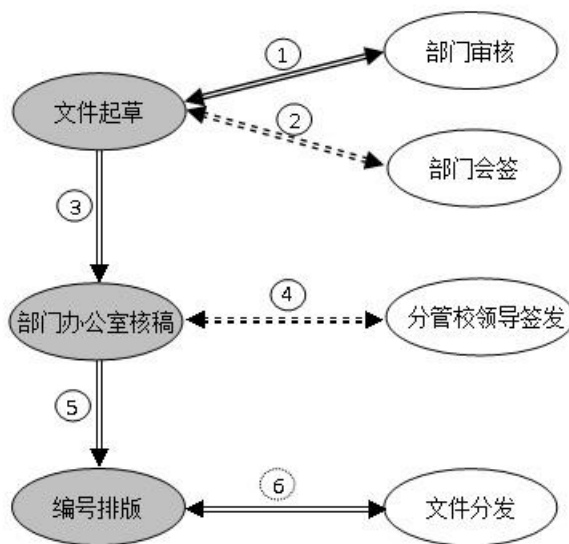 部门审核
①
文件起草
②
部门会签
③
部门办公室核稿
④
分管校领导签发
⑤
编号排版
⑥
文件分发